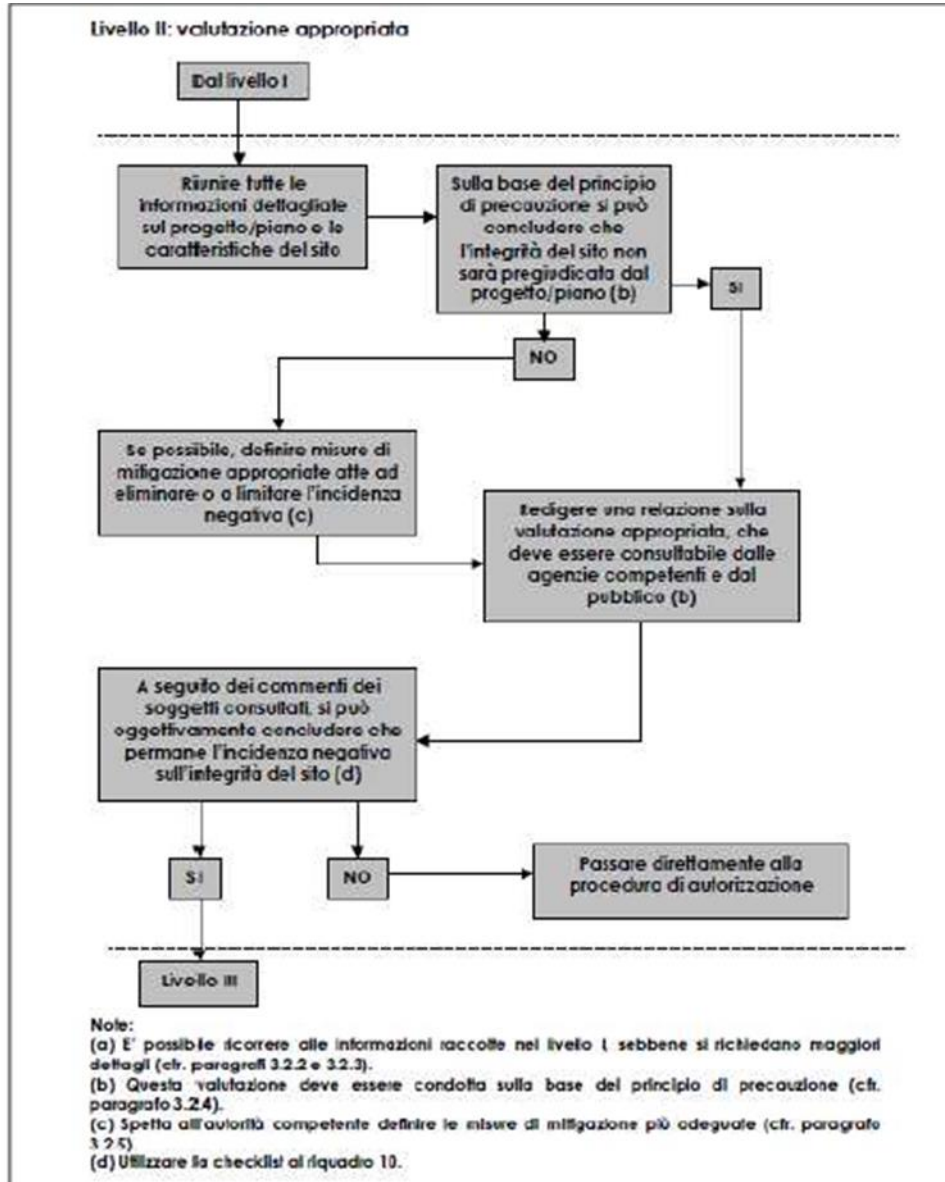 Livello II: valutazione appropriata
Dal livello I
Riunire tutte le
informazioni dettagliate
sul progetto/piano e le
caratteristiche del sito
Sulla base del principio
di precauzione si può
concludere che
l'integrità del sito non
sarà pregiudicata dal
progetto/piano (b)
SI
NO
Se possibile, definire misure di
mitigazione appropriate atte ad
eliminare o a limitare l'incidenza
negativa (c)
Redigere una relazione sulla
valutazione appropriata, che
deve essere consultabile dalle
agenzie competenti e dal
pubblico (b)
A seguito dei commenti dei
soggetti consultati, si può
oggettivamente concludere che
permane l'incidenza negativa
sull'integrità del sito (d)
SI
NO
Passare direttamente alla
procedura di autorizzazione
Livello III
Note:
(a) E' possibile ricorrere alle informazioni raccolte nel livello I, sebbene si richiedano maggiori
dettagli (cfr. paragrafi 3.2.2 e 3.2.3).
(b) Questa valutazione deve essere condotta sulla base del principio di precauzione (cfr.
paragrafo 3.2.4).
(c) Spetta all'autorità competente definire le misure di mitigazione più adeguate (cfr. paragrafo
3.2.5)
(d) Utilizzare la checklist al riquadro 10.